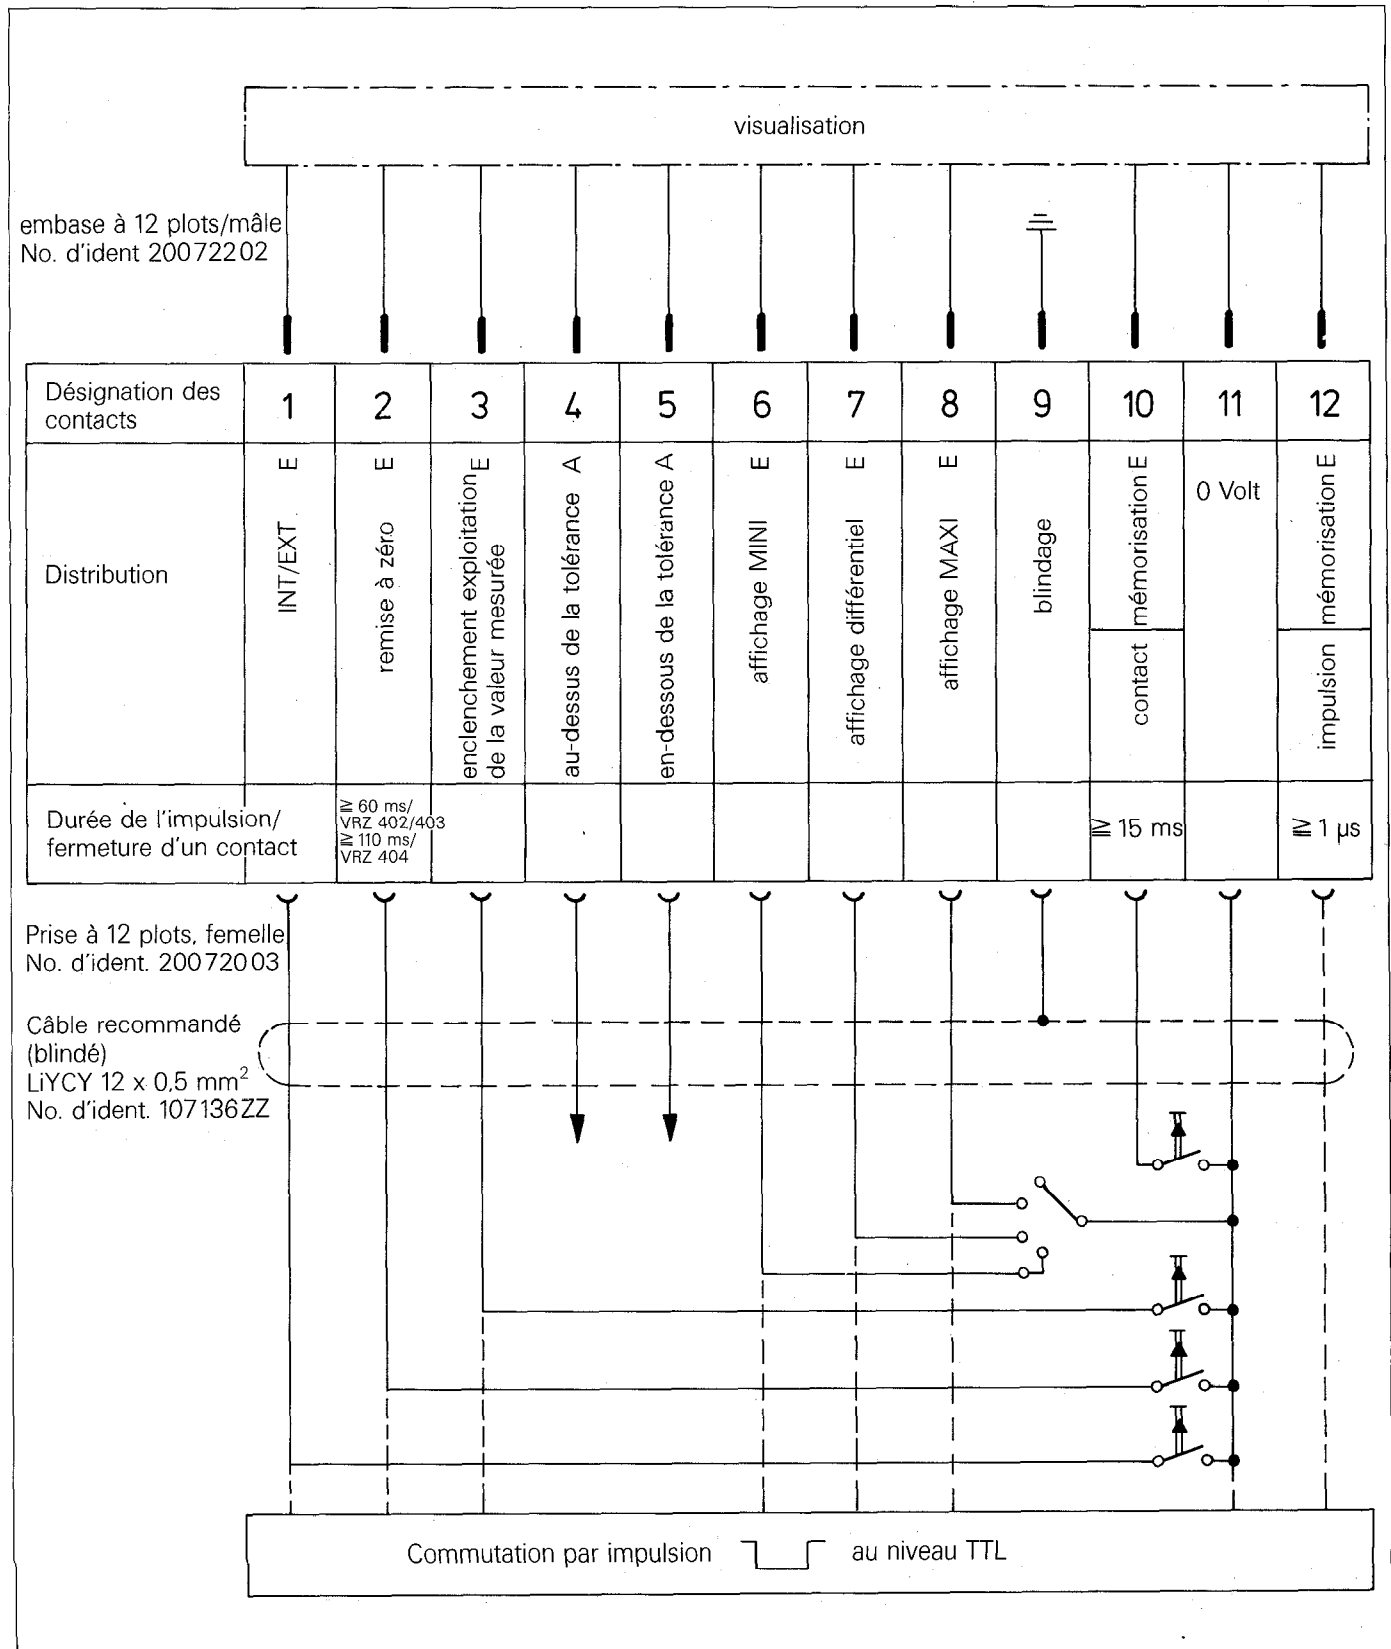 visualisation
embase à 12 plots/mâle
No. d'ident 20072202
Désignation des
contacts
1 2 3 4 5 6 7 8 9 10 11 12
Distribution
INT/EXT E
remise à zéro E
enclenchement exploitation E
de la valeur mesurée
au-dessus de la tolérance A
en-dessous de la tolérance A
affichage MINI E
affichage différentiel E
affichage MAXI E
blindage
contact mémorisation E
0 Volt
impulsion mémorisation E
Durée de l'impulsion/
fermeture d'un contact
≧ 60 ms/
VRZ 402/403
≧ 110 ms/
VRZ 404
≧ 15 ms
≧ 1 µs
Prise à 12 plots, femelle
No. d'ident. 20072003
Câble recommandé
(blindé)
LiYCY 12 x 0,5 mm²
No. d'ident. 107136ZZ
Commutation par impulsion au niveau TTL